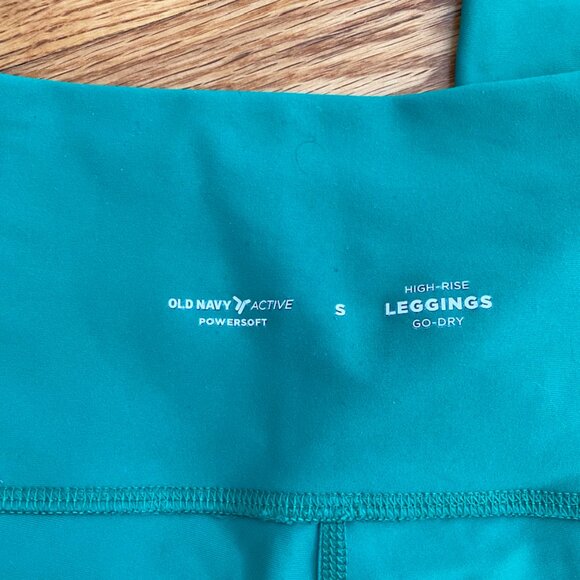 OLD NAVY ACTIVE
POWERSOFT
S
HIGH-RISE
LEGGINGS
GO-DRY